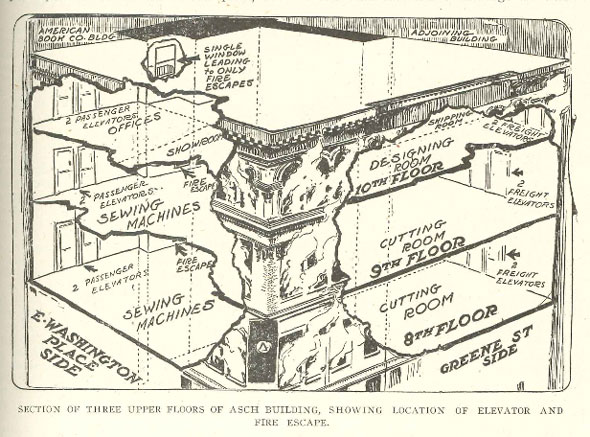 AMERICAN
BOOK CO. BLDG
ADJOINING
BUILDING
SINGLE
WINDOW
LEADING
to ONLY
FIRE
ESCAPES
2 PASSENGER
ELEVATORS
OFFICES
SHOWROOM
SHIPPING
ROOM
FREIGHT
ELEVATORS
DESIGNING
ROOM
10TH FLOOR
2 PASSENGER
ELEVATORS
FIRE
ESCAPE
SEWING
MACHINES
2
FREIGHT
ELEVATORS
CUTTING
ROOM
9TH FLOOR
2 PASSENGER
ELEVATORS
FIRE
ESCAPES
SEWING
MACHINES
2
FREIGHT
ELEVATORS
CUTTING
ROOM
8TH FLOOR
A
E. WASHINGTON
PLACE
SIDE
GREENE ST
SIDE
SECTION OF THREE UPPER FLOORS OF ASCH BUILDING, SHOWING LOCATION OF ELEVATOR AND
FIRE ESCAPE.